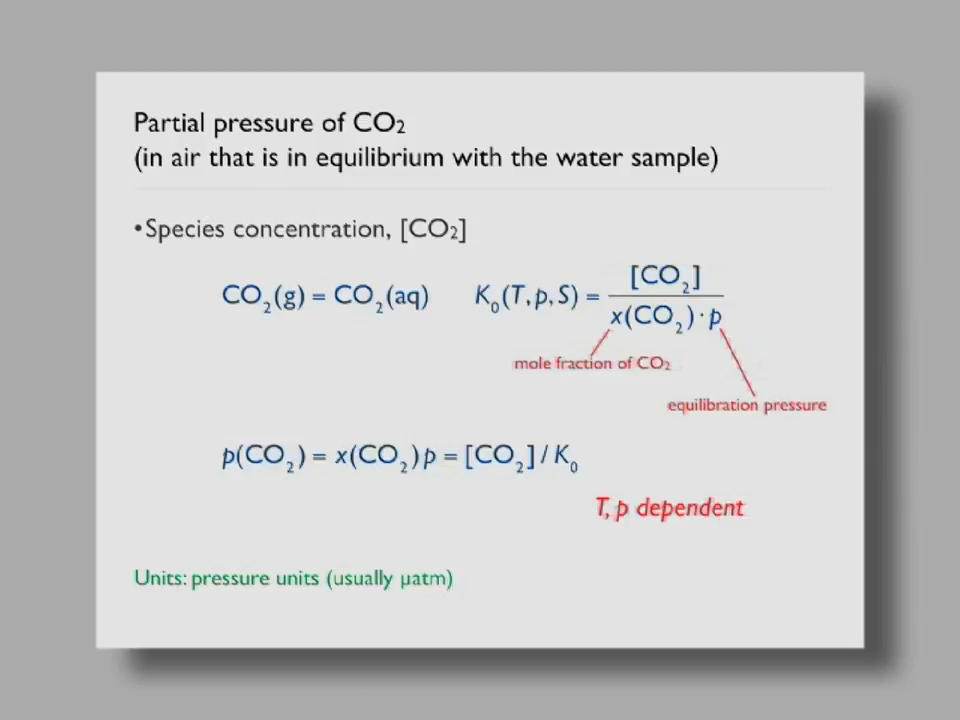 Partial pressure of CO₂
(in air that is in equilibrium with the water sample)
•Species concentration, [CO₂]
CO₂(g) = CO₂(aq) K₀(T, p, S) = [CO₂] / x(CO₂) · p
mole fraction of CO₂
equilibration pressure
p(CO₂) = x(CO₂) p = [CO₂] / K₀
T, p dependent
Units: pressure units (usually µatm)